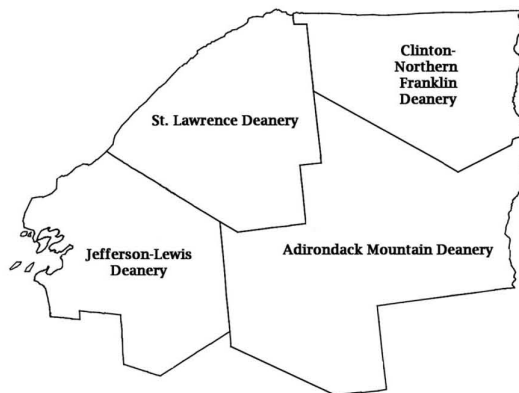 Clinton-
Northern
Franklin
Deanery
St. Lawrence Deanery
Adirondack Mountain Deanery
Jefferson-Lewis
Deanery